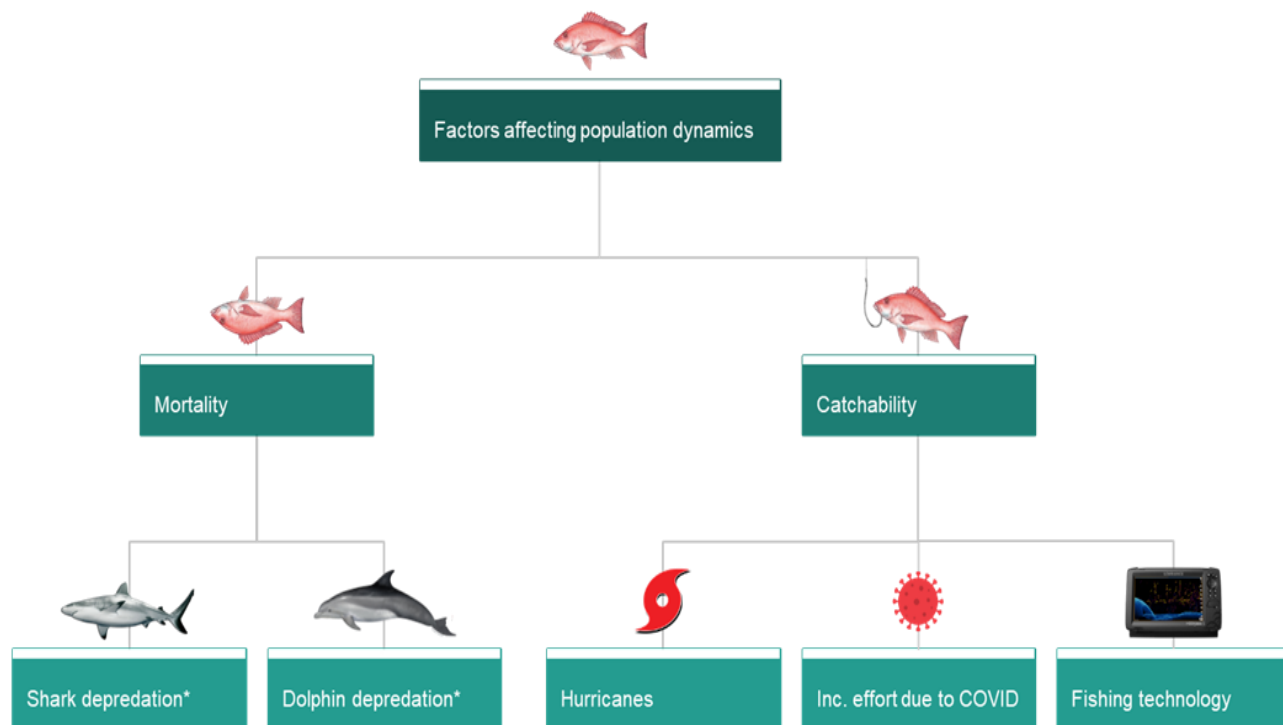 Factors affecting population dynamics
Mortality
Catchability
Shark depredation*
Dolphin depredation*
Hurricanes
Inc. effort due to COVID
Fishing technology